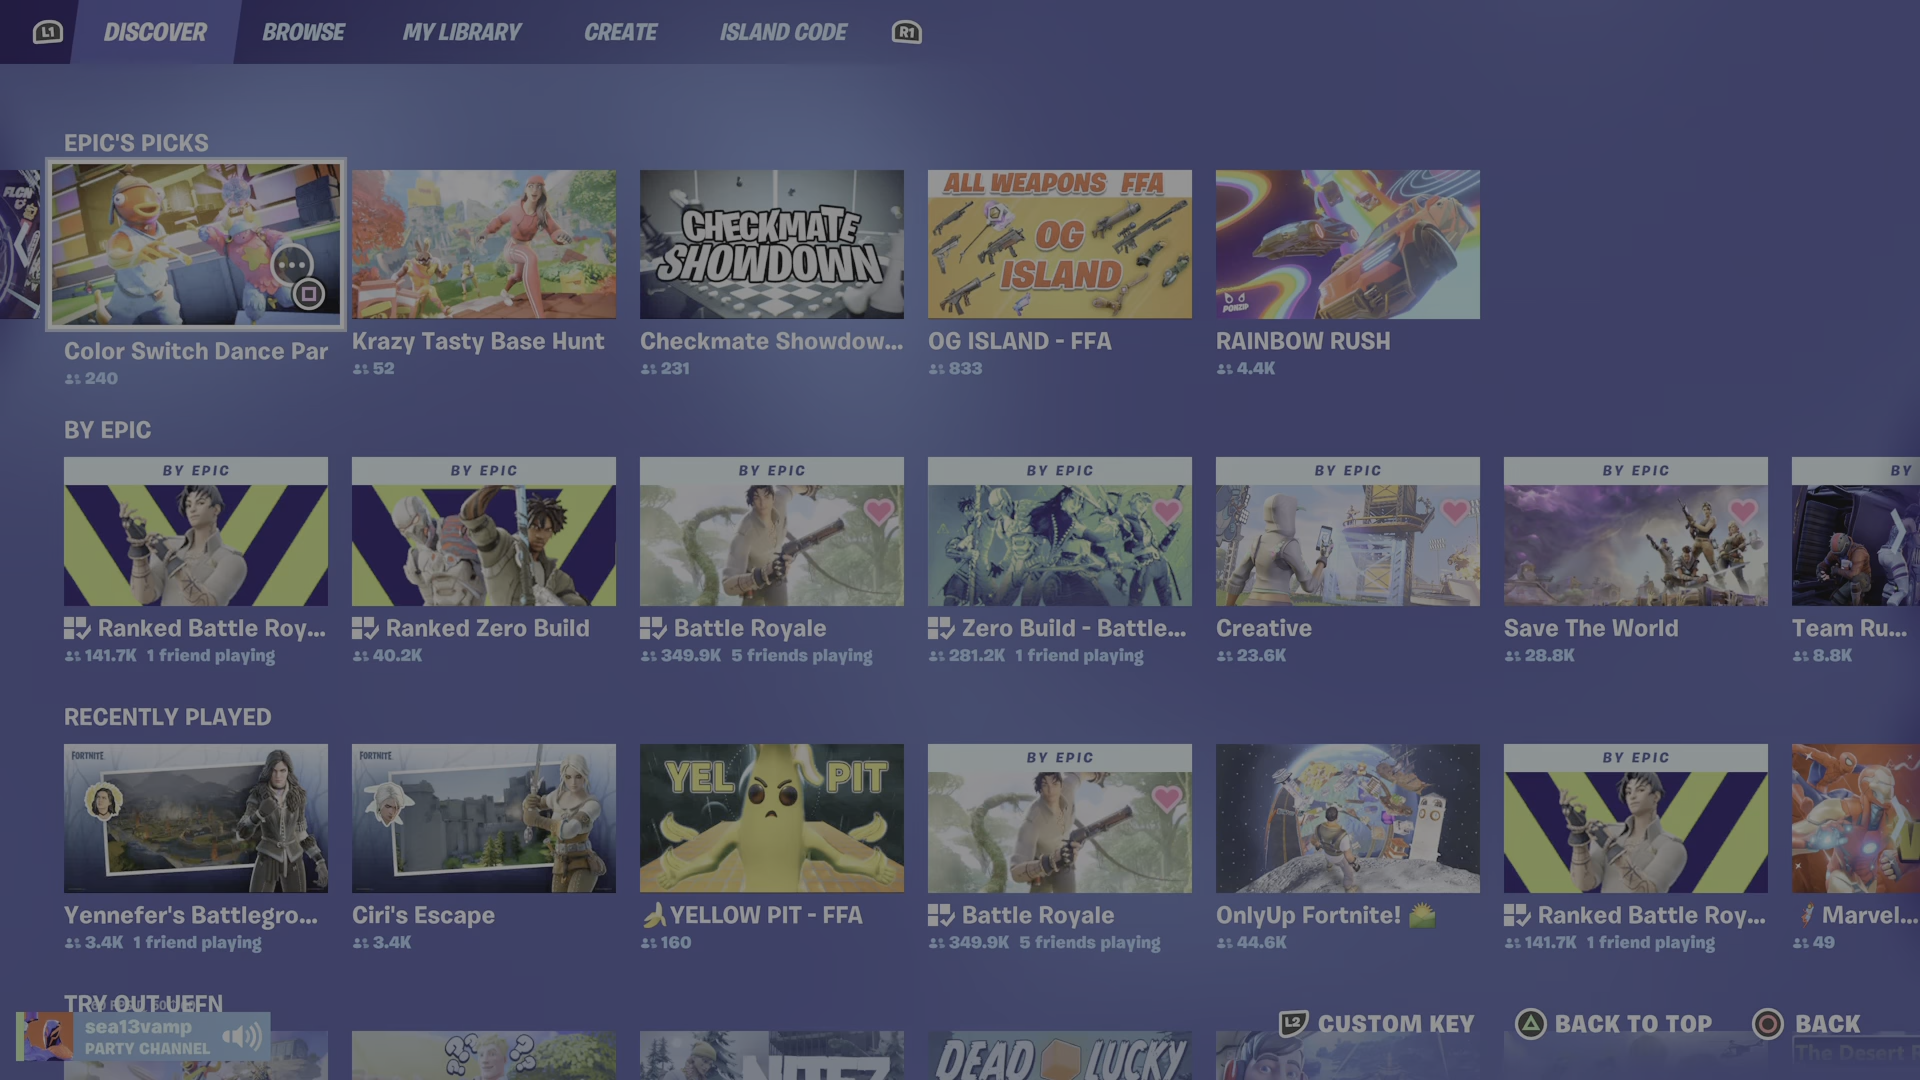 L1 DISCOVER BROWSE MY LIBRARY CREATE ISLAND CODE R1
EPIC'S PICKS
CHECKMATE
SHOWDOWN
ALL WEAPONS FFA
OG
ISLAND
Color Switch Dance Par
240
Krazy Tasty Base Hunt
52
Checkmate Showdow...
231
OG ISLAND - FFA
833
RAINBOW RUSH
4.4K
BY EPIC
BY EPIC
BY EPIC
BY EPIC
BY EPIC
BY EPIC
BY EPIC
BY
Ranked Battle Roy...
141.7K 1 friend playing
Ranked Zero Build
40.2K
Battle Royale
349.9K 5 friends playing
Zero Build - Battle...
281.2K 1 friend playing
Creative
23.6K
Save The World
28.8K
Team Ru...
8.8K
RECENTLY PLAYED
FORTNITE
FORTNITE
YEL PIT
BY EPIC
BY EPIC
Yennefer's Battlegro...
3.4K 1 friend playing
Ciri's Escape
3.4K
🍌YELLOW PIT - FFA
160
Battle Royale
349.9K 5 friends playing
OnlyUp Fortnite!
44.6K
Ranked Battle Roy...
141.7K 1 friend playing
Marvel...
49
TRY OUT UEFN
sea13vamp
PARTY CHANNEL
L2 CUSTOM KEY BACK TO TOP BACK
DEAD LUCKY
The Desert